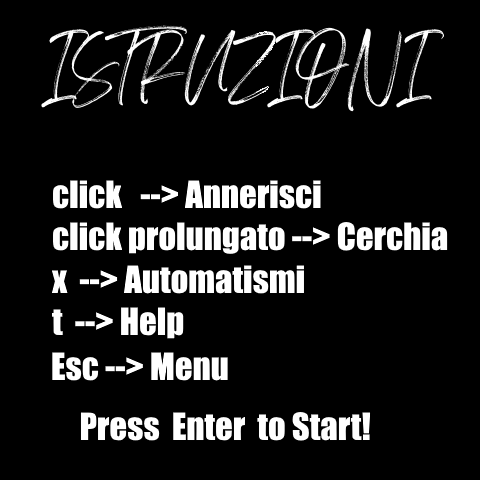 ISTRUZIONI
click --> Annerisci
click prolungato --> Cerchia
x --> Automatismi
t --> Help
Esc --> Menu
Press Enter to Start!